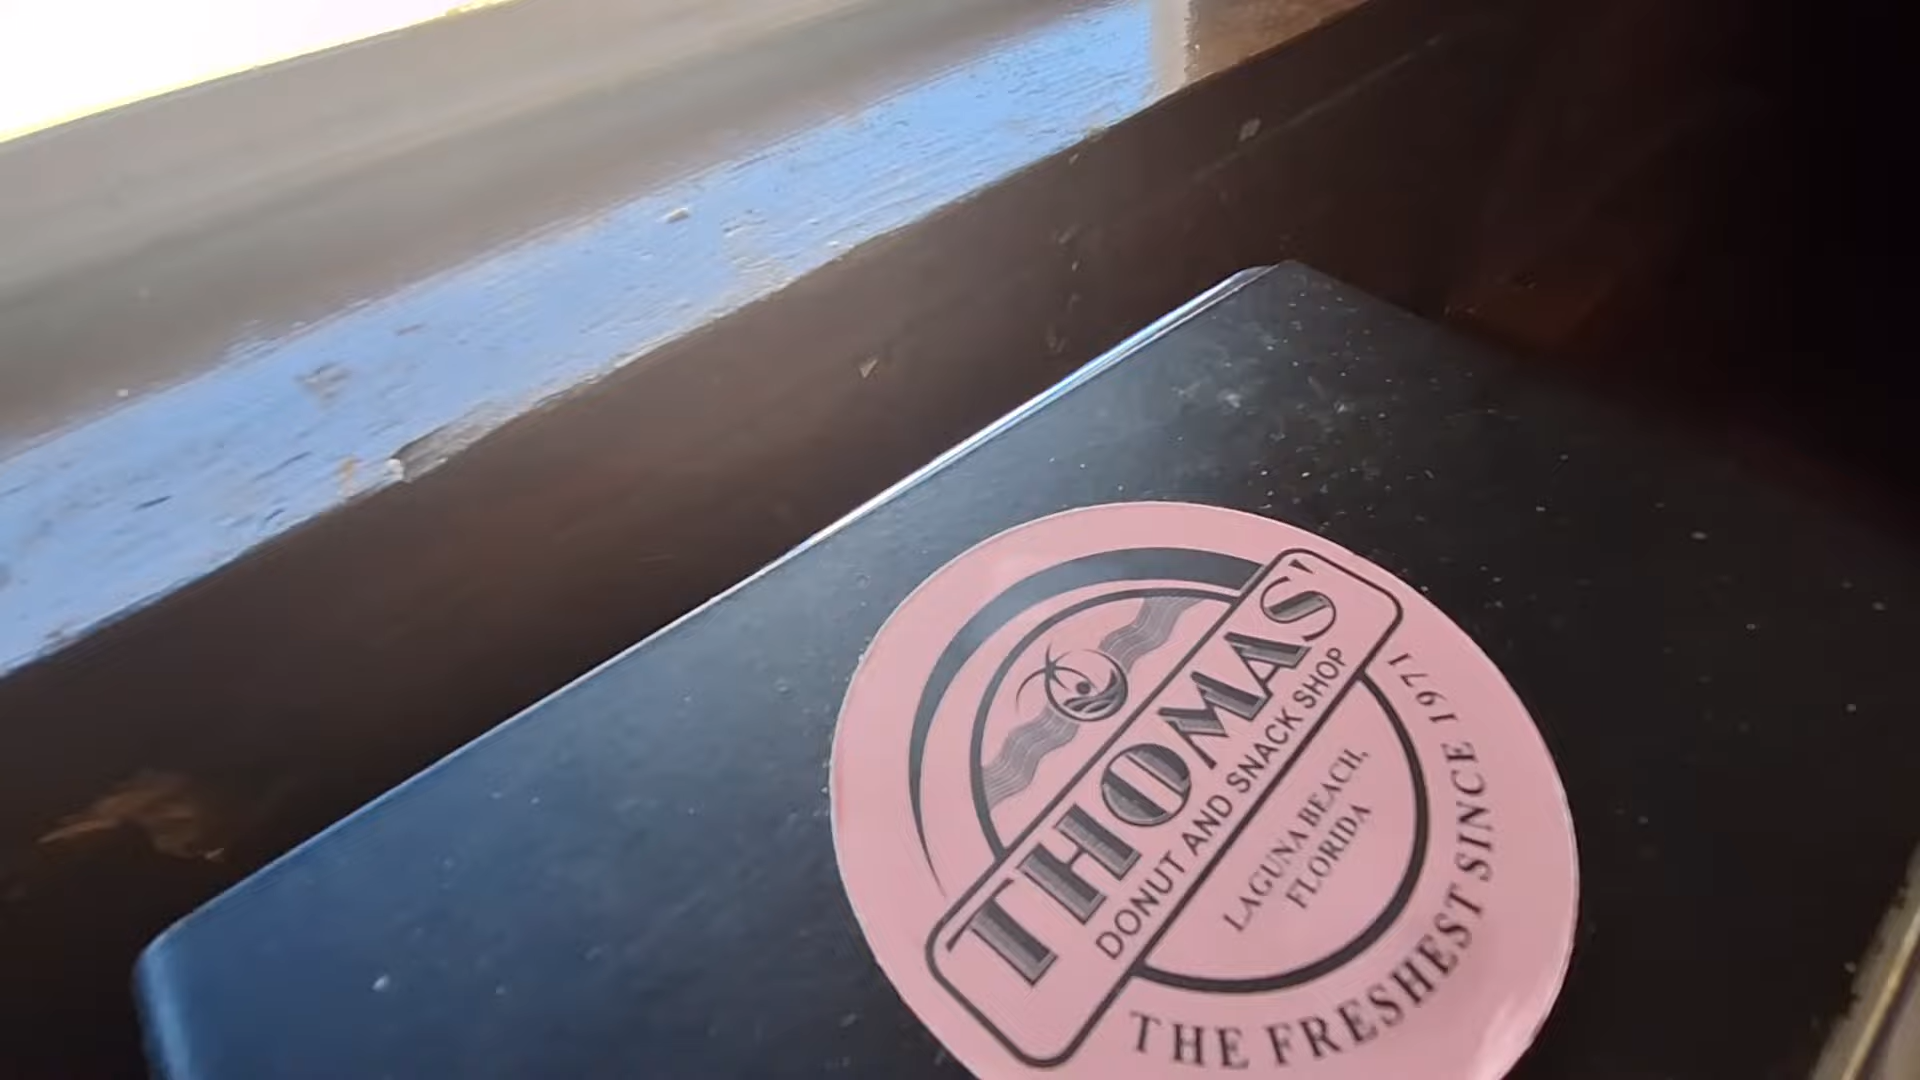 THOMAS'
DONUT AND SNACK SHOP
LAGUNA BEACH,
FLORIDA
THE FRESHEST SINCE 1971